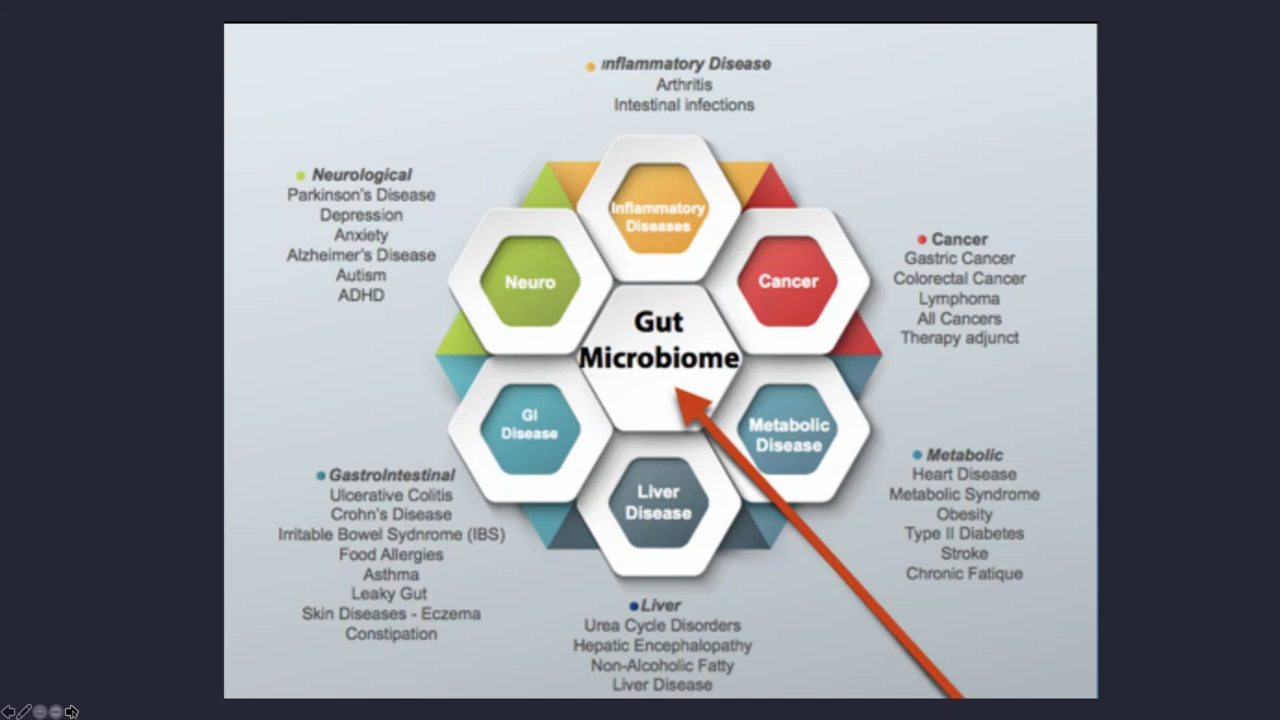 Inflammatory Disease
Arthritis
Intestinal infections
Neurological
Parkinson's Disease
Depression
Anxiety
Alzheimer's Disease
Autism
ADHD
Inflammatory
Diseases
Neuro
Cancer
Gut
Microbiome
GI
Disease
Metabolic
Disease
Liver
Disease
Cancer
Gastric Cancer
Colorectal Cancer
Lymphoma
All Cancers
Therapy adjunct
GastroIntestinal
Ulcerative Colitis
Crohn's Disease
Irritable Bowel Sydnrome (IBS)
Food Allergies
Asthma
Leaky Gut
Skin Diseases - Eczema
Constipation
Metabolic
Heart Disease
Metabolic Syndrome
Obesity
Type II Diabetes
Stroke
Chronic Fatique
Liver
Urea Cycle Disorders
Hepatic Encephalopathy
Non-Alcoholic Fatty
Liver Disease